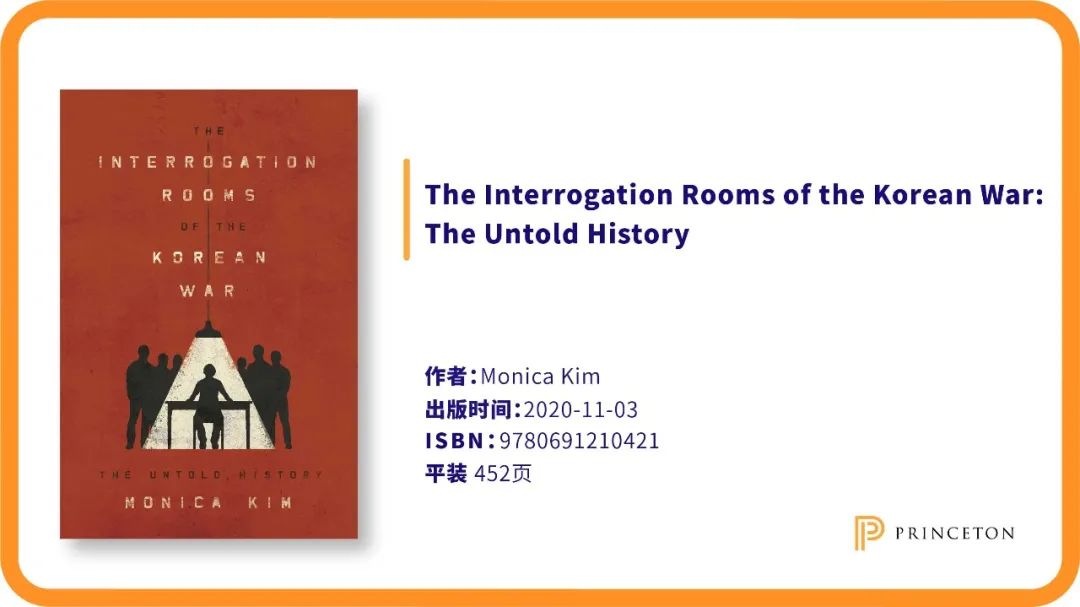 THE
INTERROGATION
ROOMS
OF THE
KOREAN
WAR
THE UNTOLD HISTORY
MONICA KIM
The Interrogation Rooms of the Korean War:
The Untold History
作者：Monica Kim
出版时间：2020-11-03
ISBN：9780691210421
平装 452页
PRINCETON